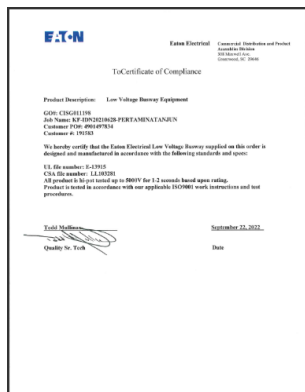 EATON
Eaton Electrical
Commercial Distribution and Product
Assemblies Division
Greenwood, SC 29646
ToCertificate of Compliance
Product Description: Low Voltage Busway Equipment
GO#: CISG011198
Job Name: KF-IDN20210628-PERTAMINATANJUN
Customer PO#: 4901497834
Customer #: 191583
We hereby certify that the Eaton Electrical Low Voltage Busway supplied on this order is
designed and manufactured in accordance with the following standards and specs:
UL file number: E-13915
CSA file number: LL103201
All product is hi-pot tested up to 5000V for 1-2 seconds based upon rating.
Product is tested in accordance with our applicable ISO9001 work instructions and test
procedures.
Todd Mullinax
September 22, 2022
Quality Sr. Tech
Date